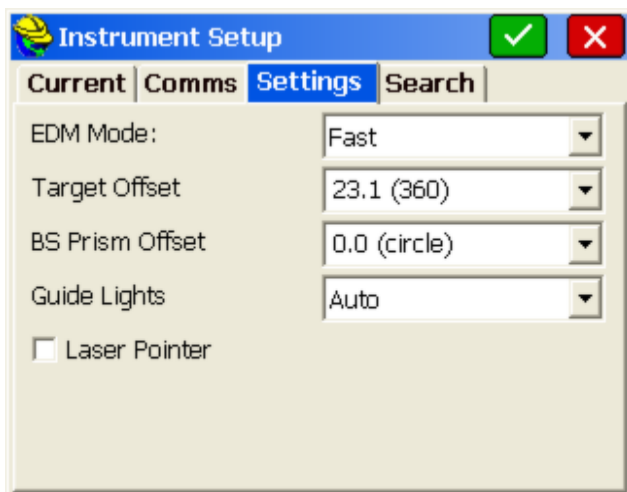 Instrument Setup
Current Comms Settings Search
EDM Mode: Fast
Target Offset 23.1 (360)
BS Prism Offset 0.0 (circle)
Guide Lights Auto
Laser Pointer